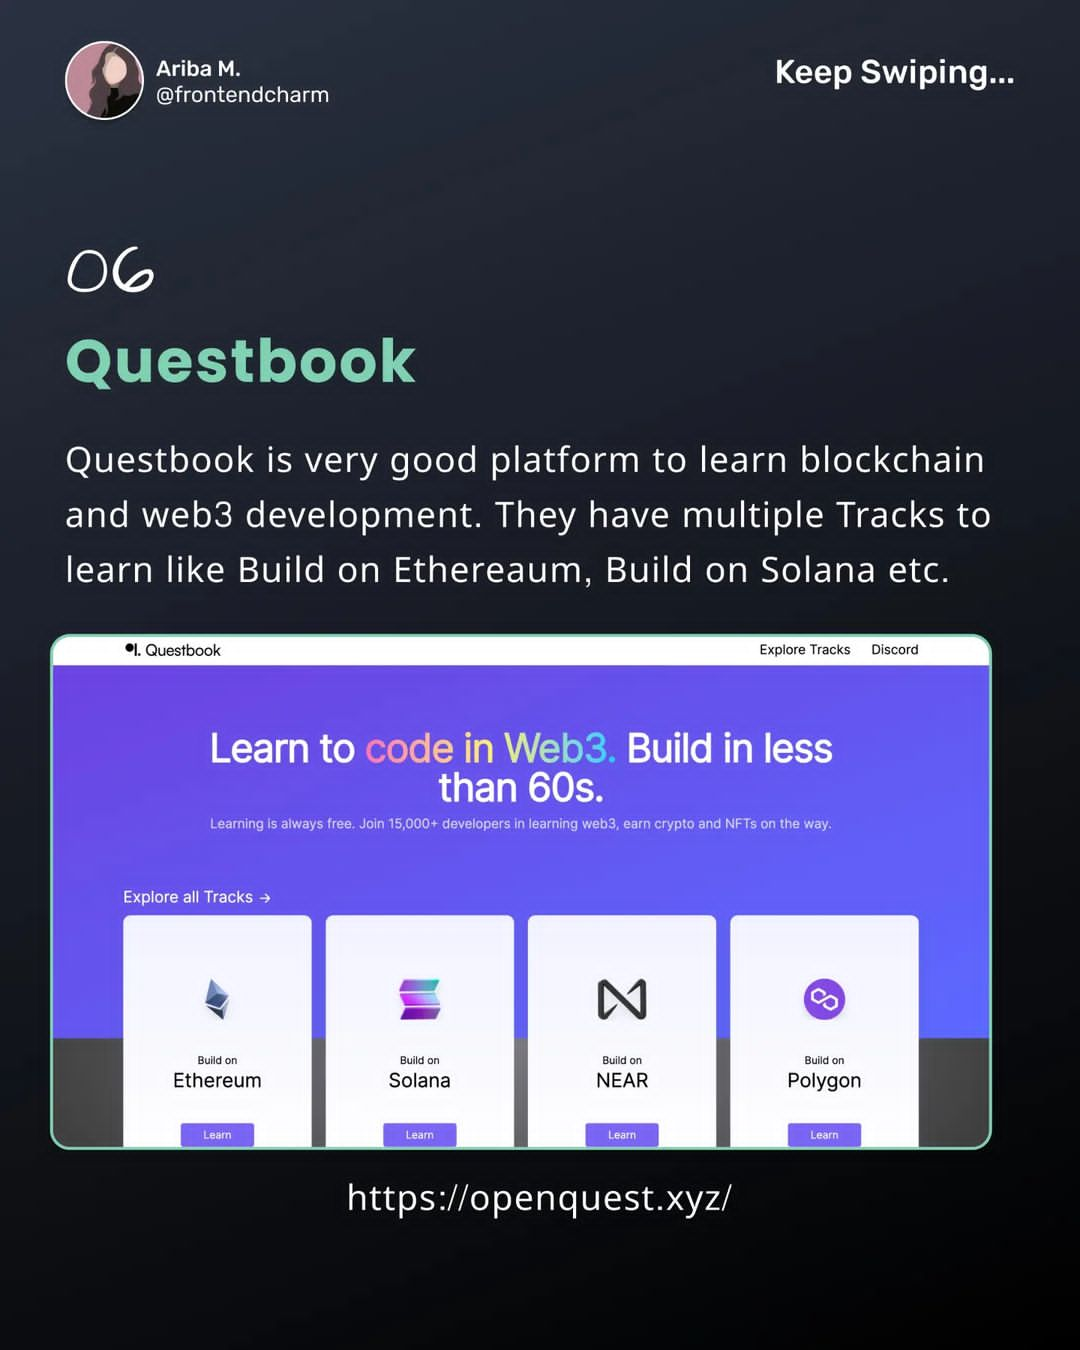 Ariba M.
@frontendcharm
Keep Swiping...
06
Questbook
Questbook is very good platform to learn blockchain
and web3 development. They have multiple Tracks to
learn like Build on Ethereaum, Build on Solana etc.
Questbook
Explore Tracks
Discord
Learn to code in Web3. Build in less
than 60s.
Learning is always free. Join 15,000+ developers in learning web3, earn crypto and NFTs on the way.
Explore all Tracks →
Build on
Ethereum
Learn
Build on
Solana
Learn
Build on
NEAR
Learn
Build on
Polygon
Learn
https://openquest.xyz/